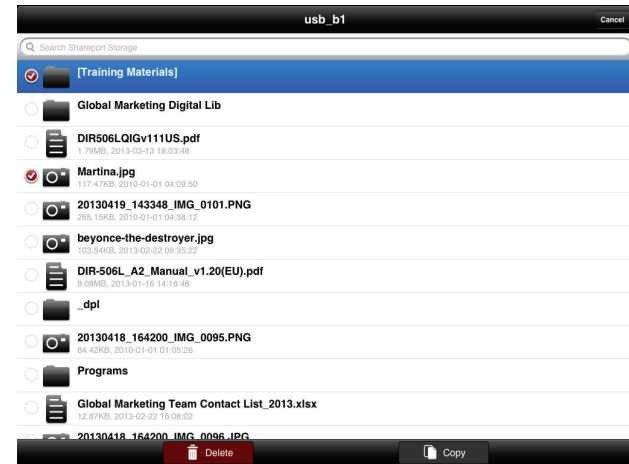 usb_b1
Cancel
Search Shareport Storage
[Training Materials]
Global Marketing Digital Lib
DIR506LQIGv111US.pdf
1.79MB, 2013-03-13 18:03:48
Martina.jpg
117.47KB, 2010-01-01 04:09:50
20130419_143348_IMG_0101.PNG
265.15KB, 2010-01-01 04:38:12
beyonce-the-destroyer.jpg
103.54KB, 2013-02-22 09:35:22
DIR-506L_A2_Manual_v1.20(EU).pdf
9.08MB, 2013-01-16 14:18:48
_dpl
20130418_164200_IMG_0095.PNG
84.42KB, 2010-01-01 01:05:26
Programs
Global Marketing Team Contact List_2013.xlsx
12.87KB, 2013-02-22 16:08:02
20130418_164200_IMG_0096.JPG
Delete
Copy